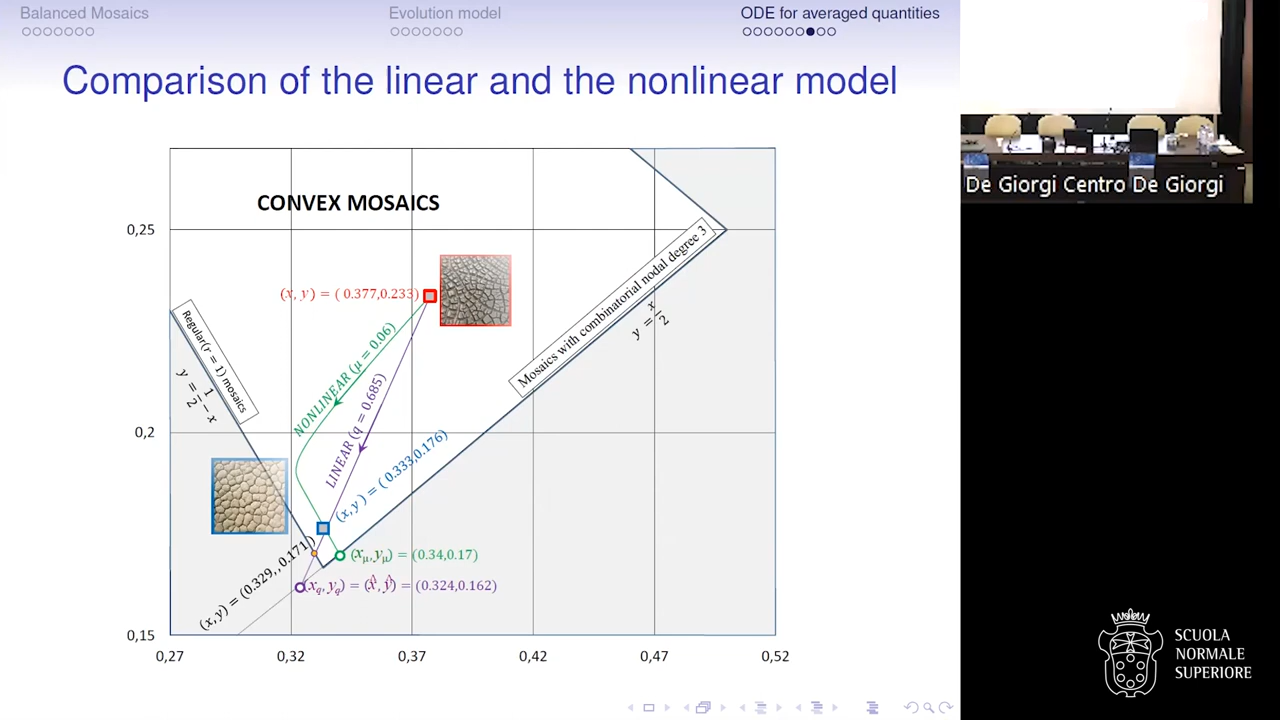 Balanced Mosaics
Evolution model
ODE for averaged quantities
Comparison of the linear and the nonlinear model
De Giorgi Centro De Giorgi
CONVEX MOSAICS
0,25
0,2
0,15
0,27
0,32
0,37
0,42
0,47
0,52
(x, y) = ( 0.377,0.233)
Mosaics with combinatorial nodal degree 3
y = x/2
Regular(r = 1) mosaics
y = 1/2 − x
NONLINEAR (μ = 0.06)
LINEAR (q = 0.685)
(x, y) = ( 0.333,0.176)
(x,y) = (0.329,,0.171)
(xμ, yμ) = (0.34,0.17)
(xq, yq) = (x̂, ŷ) = (0.324,0.162)
SCUOLA
NORMALE
SUPERIORE